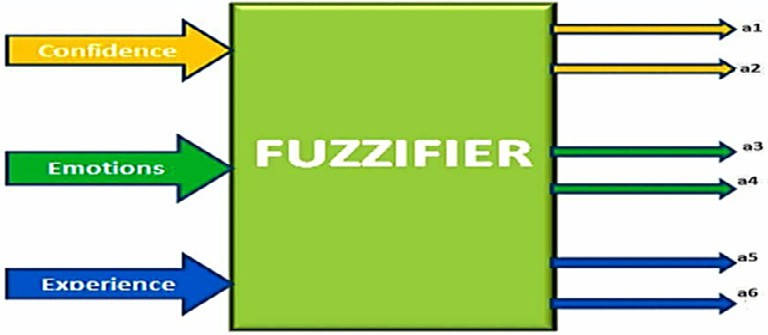 Confidence
a1
a2
FUZZIFIER
Emotions
a3
a4
Experience
a5
a6